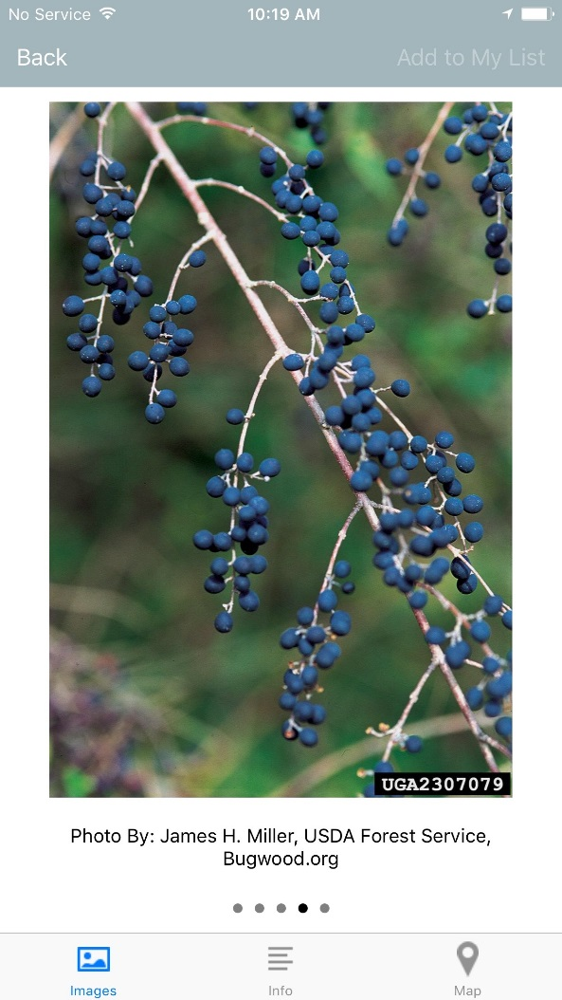 No Service 10:19 AM
Back Add to My List
UGA2307079
Photo By: James H. Miller, USDA Forest Service,
Bugwood.org
Images Info Map